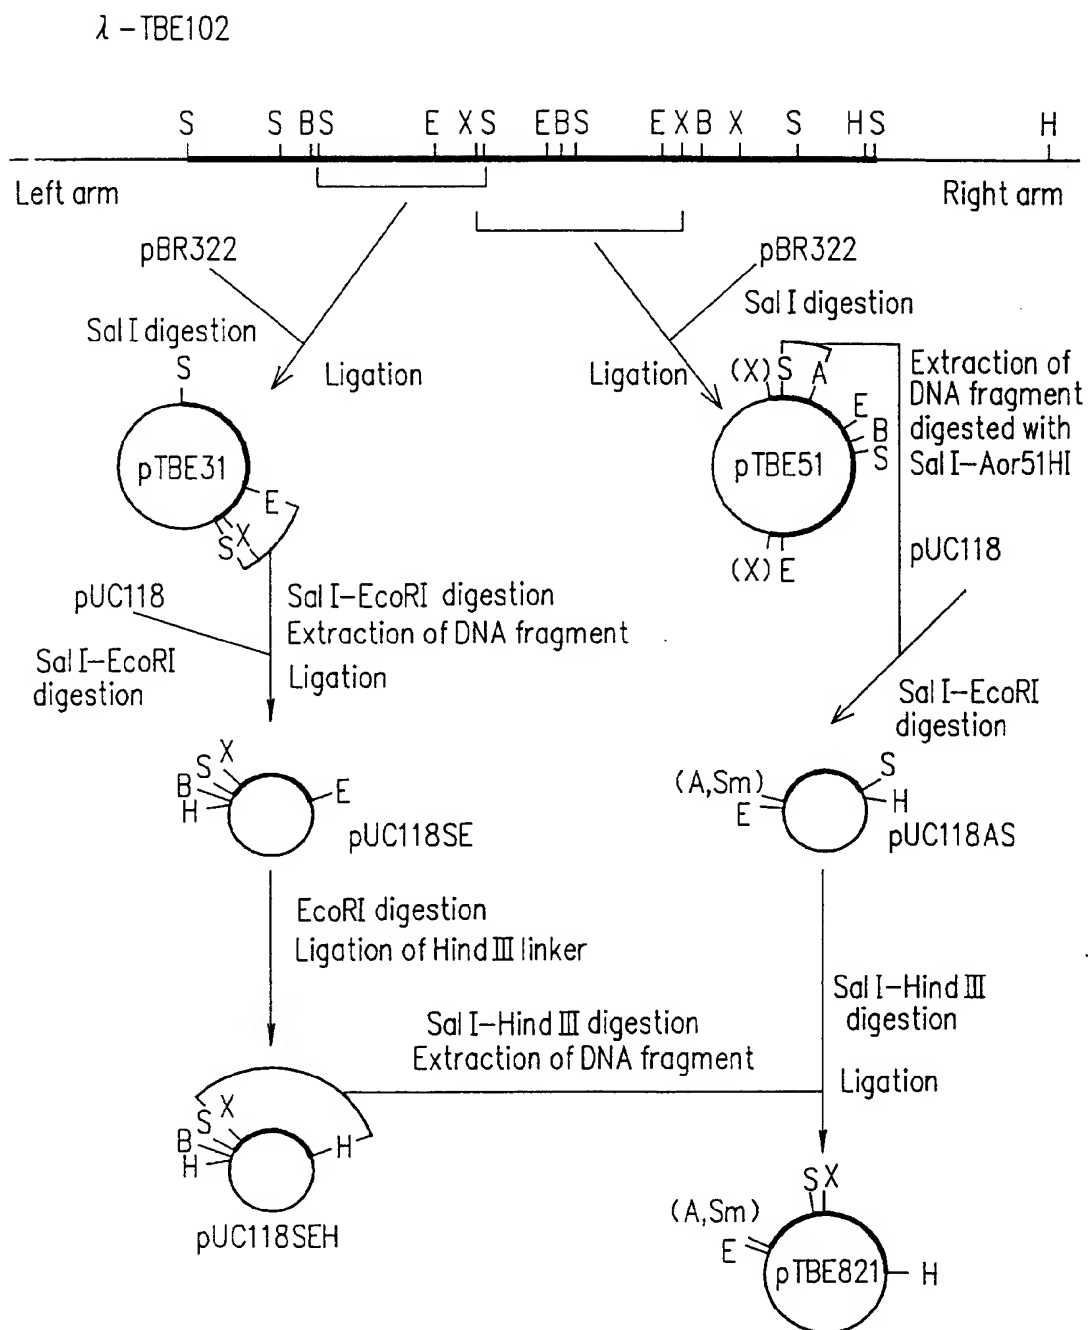 λ-TBE102
S S B S E X S E B S E X B X S H S H
Left arm Right arm
pBR322
Sal I digestion
Ligation
S
pTBE31
E
X
S
pBR322
Sal I digestion
Ligation
(X) S A
E
B
S
pTBE51
(X) E
Extraction of
DNA fragment
digested with
Sal I-Aor51HI
pUC118
pUC118
Sal I-EcoRI
digestion
Sal I-EcoRI digestion
Extraction of DNA fragment
Ligation
Sal I-EcoRI
digestion
X
S
B
H
E
pUC118SE
(A,Sm)
E
S
H
pUC118AS
EcoRI digestion
Ligation of Hind III linker
Sal I-Hind III digestion
Extraction of DNA fragment
Sal I-Hind III
digestion
Ligation
X
S
B
H
H
pUC118SEH
S X
(A,Sm)
E
pTBE821
H